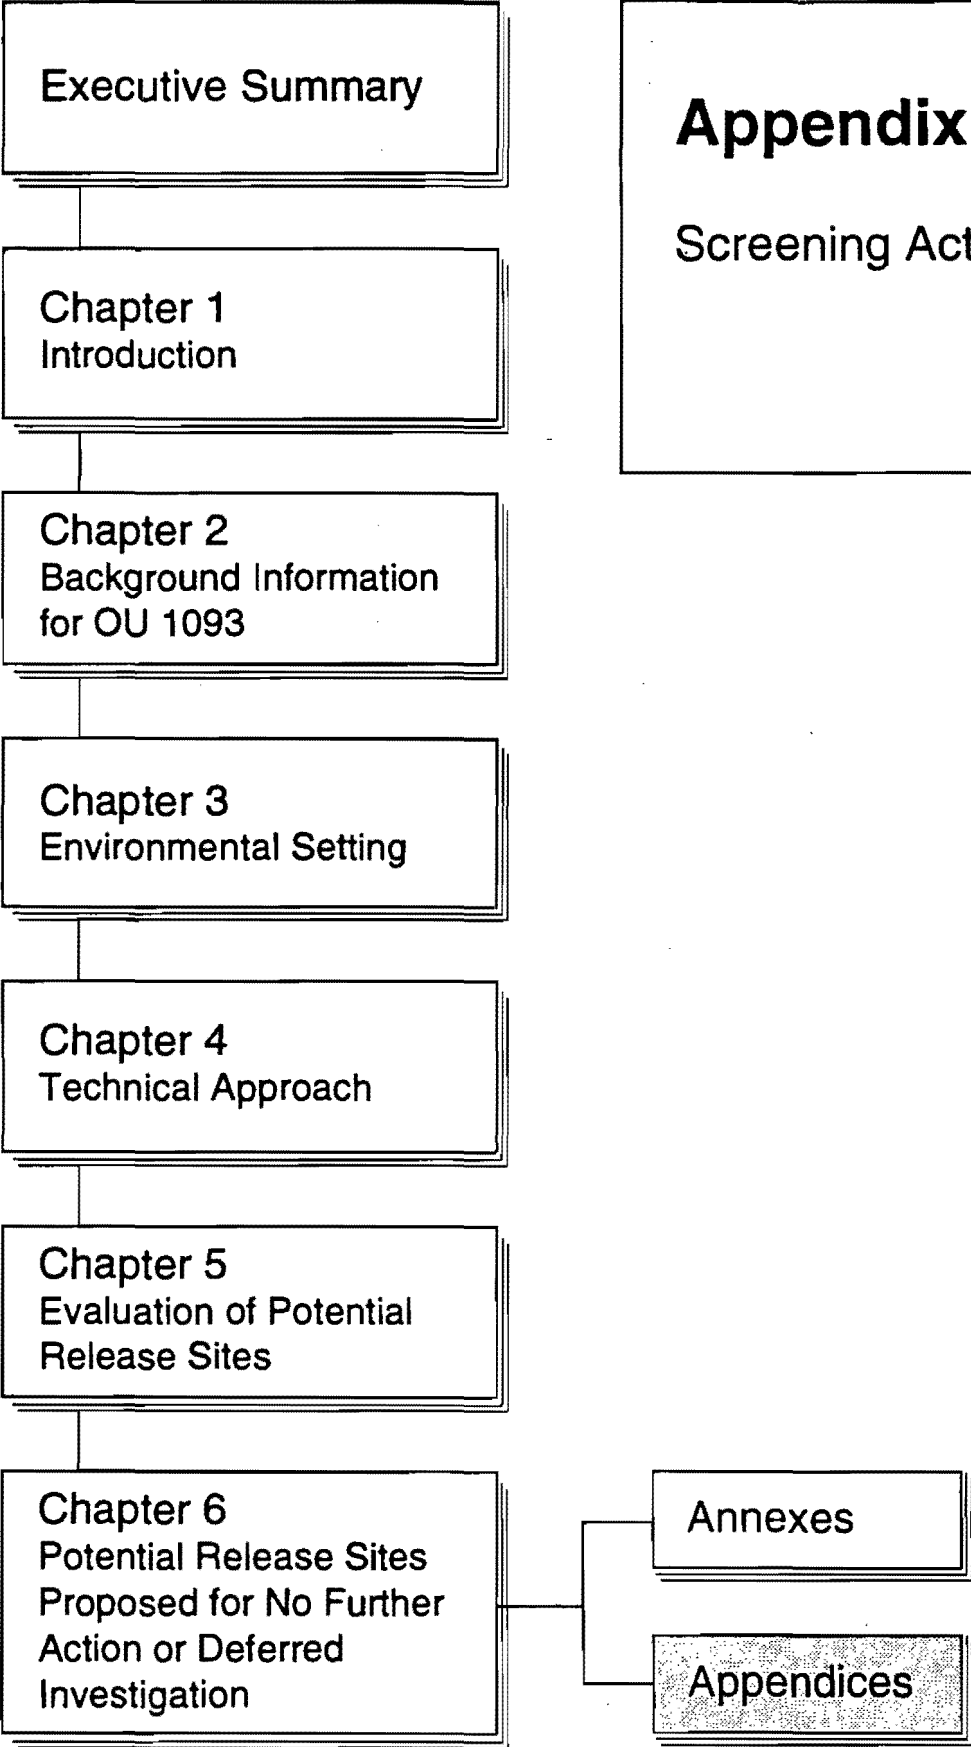 Executive Summary
Chapter 1
Introduction
Chapter 2
Background Information
for OU 1093
Chapter 3
Environmental Setting
Chapter 4
Technical Approach
Chapter 5
Evaluation of Potential
Release Sites
Chapter 6
Potential Release Sites
Proposed for No Further
Action or Deferred
Investigation
Appendix
Screening Act
Annexes
Appendices